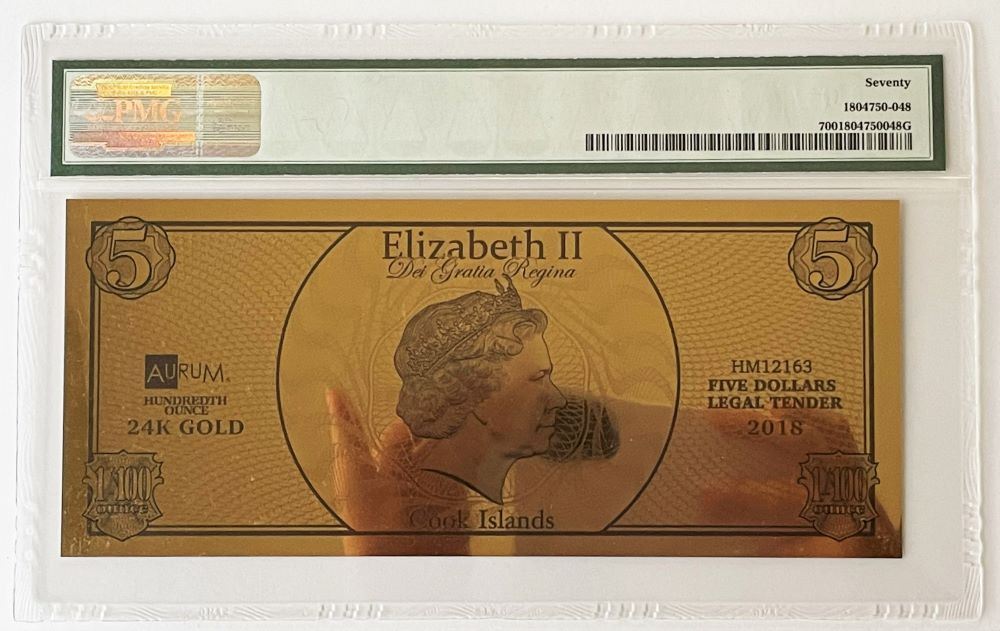 Seventy
1804750-048
7001804750048G
PMG
5
Elizabeth II
Dei Gratia Regina
5
AURUM
HUNDREDTH
OUNCE
24K GOLD
HM12163
FIVE DOLLARS
LEGAL TENDER
2018
1/100
OUNCE
Cook Islands
1/100
OUNCE